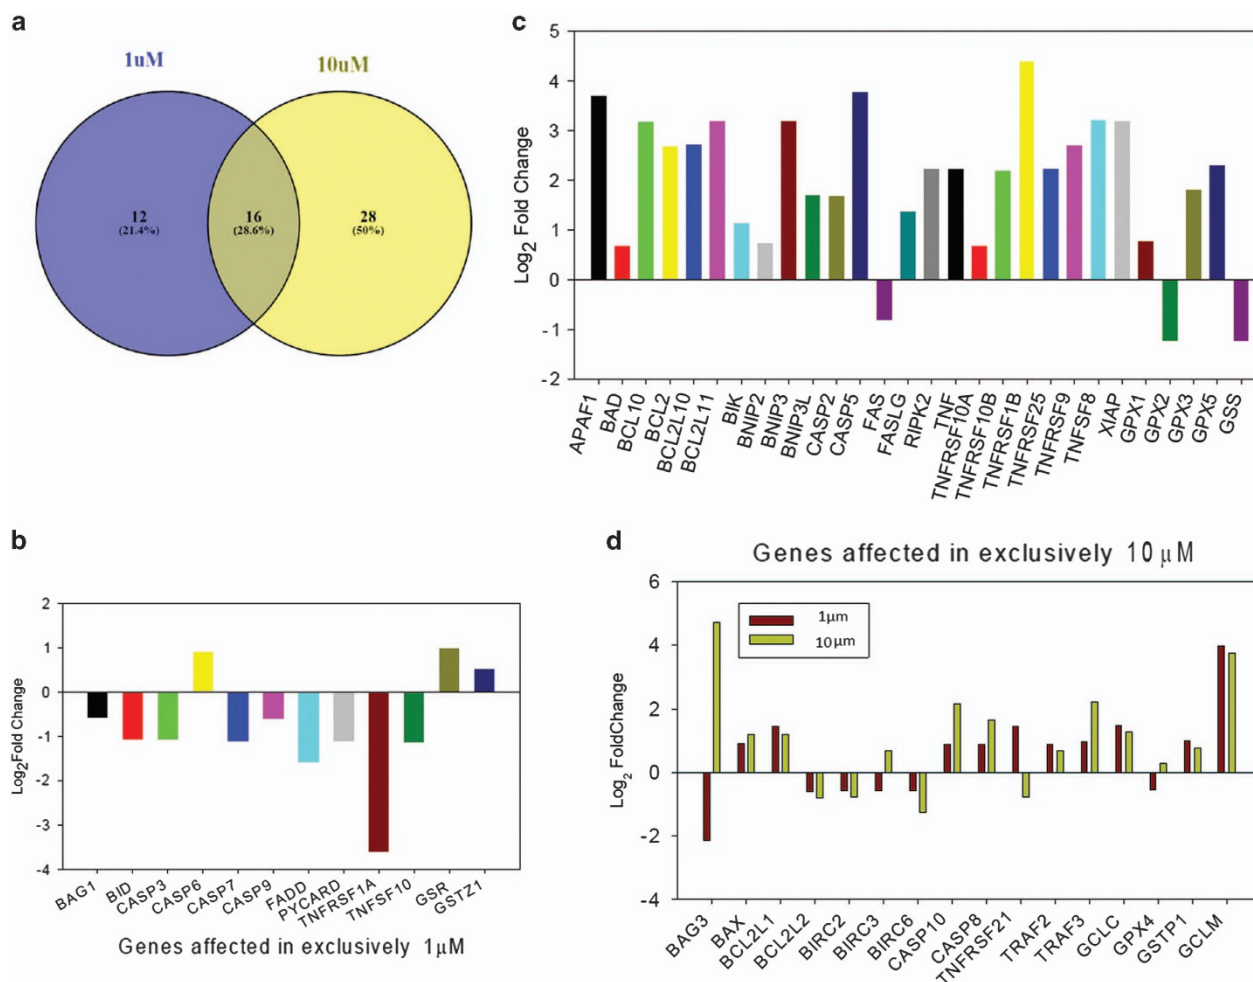 a
1uM
10uM
12
(21.4%)
16
(28.6%)
28
(50%)
c
Log2 Fold Change
5
4
3
2
1
0
-1
-2
APAF1
BAD
BCL10
BCL2
BCL2L10
BCL2L11
BIK
BNIP2
BNIP3
BNIP3L
CASP2
CASP5
FAS
FASLG
RIPK2
TNF
TNFRSF10A
TNFRSF10B
TNFRSF1B
TNFRSF25
TNFRSF9
TNFSF8
XIAP
GPX1
GPX2
GPX3
GPX5
GSS
b
Log2Fold Change
2
1
0
-1
-2
-3
-4
BAG1
BID
CASP3
CASP6
CASP7
CASP9
FADD
PYCARD
TNFRSF1A
TNFSF10
GSR
GSTZ1
Genes affected in exclusively 1μM
d
Genes affected in exclusively 10 μM
Log2 FoldChange
6
4
2
0
-2
-4
1μm
10μm
BAG3
BAX
BCL2L1
BCL2L2
BIRC2
BIRC3
BIRC6
CASP10
CASP8
TNFRSF21
TRAF2
TRAF3
GCLC
GPX4
GSTP1
GCLM